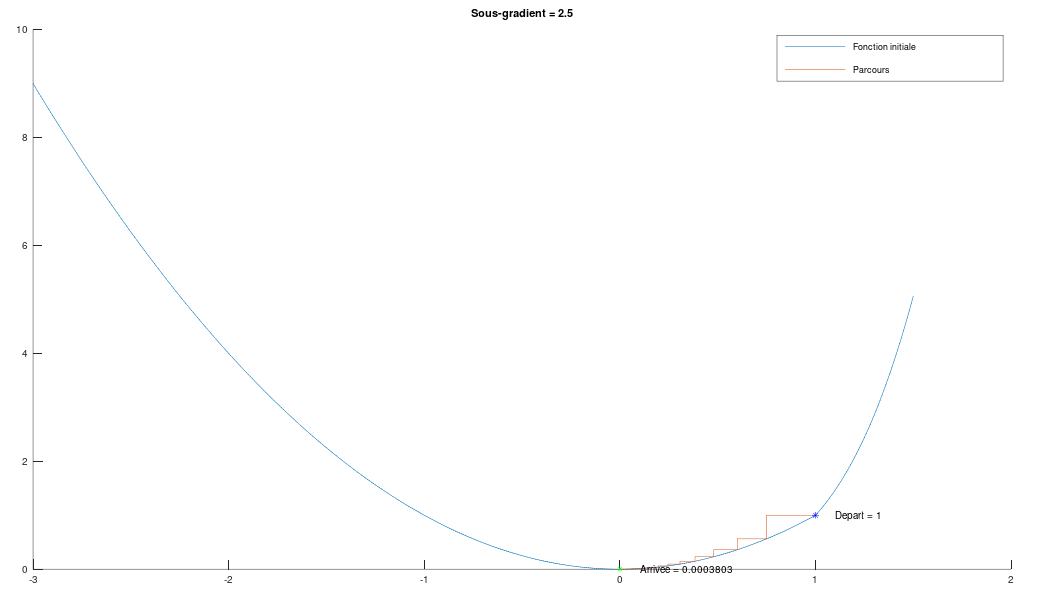 Sous-gradient = 2.5
Fonction initiale
Parcours
10
8
6
4
2
0
Depart = 1
Arrivee = 0.0003803
-3
-2
-1
0
1
2